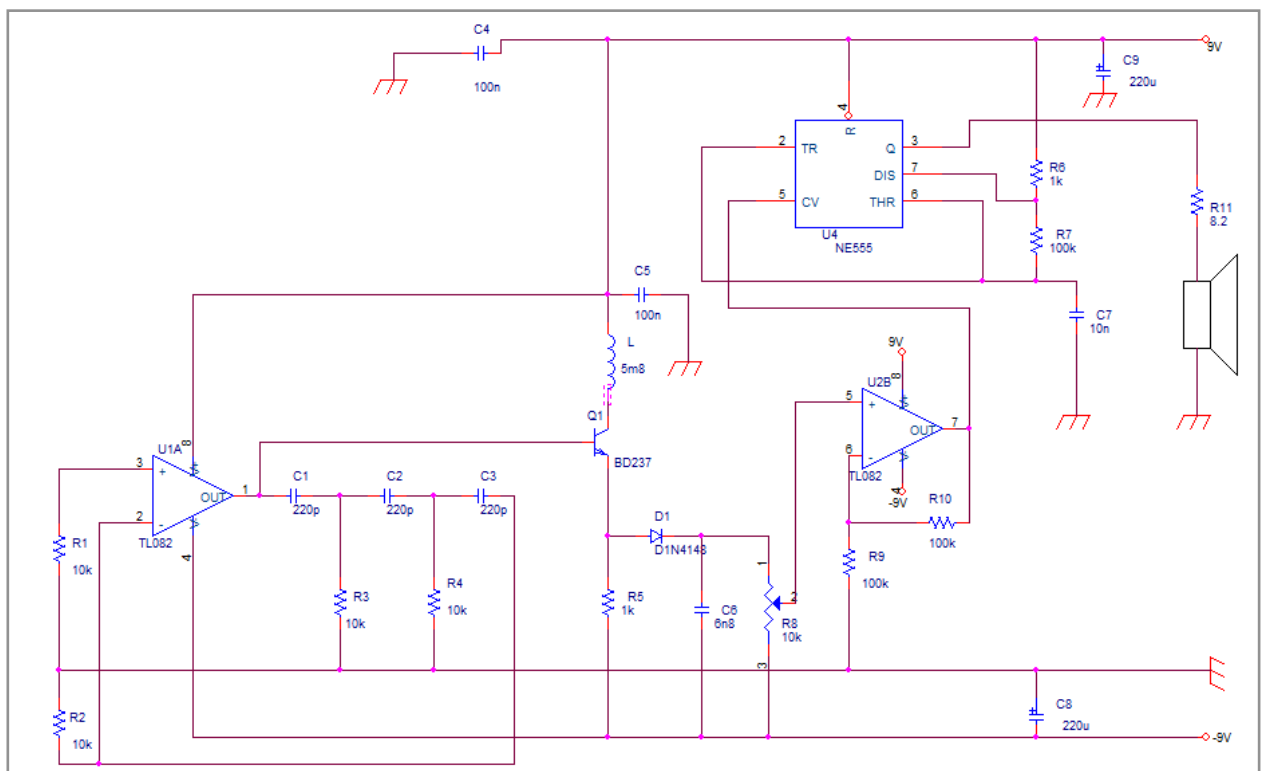 C4
100n
9V
C9
220u
4
R
2
TR
Q
3
DIS
7
5
CV
THR
6
U4
NE555
R6
1k
R7
100k
R11
8.2
C5
100n
C7
10n
L
5m8
9V
8
U2B
V+
Q1
BD237
5
+
OUT
7
6
-
TL082
V-
4
-9V
U1A
8
V+
3
+
OUT
1
2
-
TL082
V-
4
C1
220p
C2
220p
C3
220p
R10
100k
D1
D1N4148
R1
10k
R9
100k
1
2
R3
10k
R4
10k
R5
1k
C6
6n8
R8
10k
3
R2
10k
C8
220u
-9V